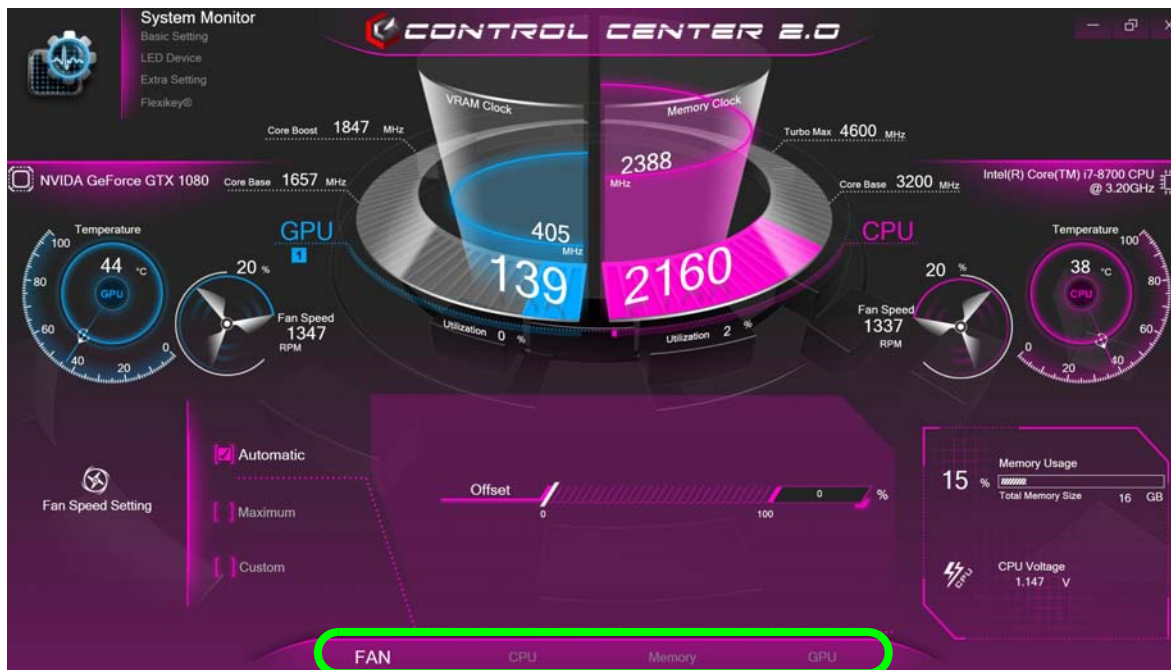 System Monitor
Basic Setting
LED Device
Extra Setting
Flexikey®
CONTROL CENTER 2.0
VRAM Clock
Memory Clock
Core Boost 1847 MHz
Turbo Max 4600 MHz
NVIDA GeForce GTX 1080
Core Base 1657 MHz
2388
MHz
Core Base 3200 MHz
Intel(R) Core(TM) i7-8700 CPU
@ 3.20GHz
GPU
1
405
MHz
139
2160
CPU
Temperature
100
80
60
40
20
0
44 °C
GPU
20 %
Fan Speed
1347
RPM
Utilization 0 %
Utilization 2 %
20 %
Fan Speed
1337
RPM
Temperature
100
80
60
40
20
0
38 °C
CPU
Fan Speed Setting
Automatic
Maximum
Custom
Offset
0
100
0 %
15 %
Memory Usage
Total Memory Size 16 GB
CPU
CPU Voltage
1.147 V
FAN CPU Memory GPU